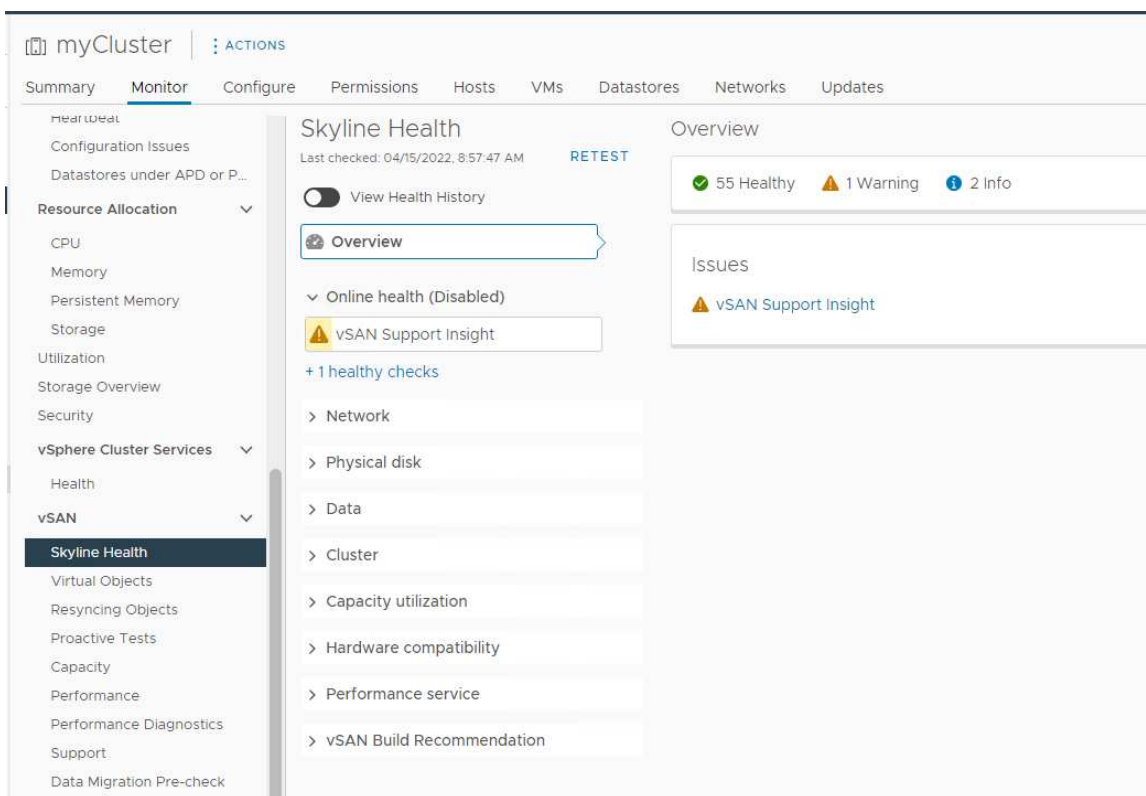 myCluster
ACTIONS
Summary Monitor Configure Permissions Hosts VMs Datastores Networks Updates
Heartbeat
Configuration Issues
Datastores under APD or P...
Resource Allocation
CPU
Memory
Persistent Memory
Storage
Utilization
Storage Overview
Security
vSphere Cluster Services
Health
vSAN
Skyline Health
Virtual Objects
Resyncing Objects
Proactive Tests
Capacity
Performance
Performance Diagnostics
Support
Data Migration Pre-check
Skyline Health
Last checked: 04/15/2022, 8:57:47 AM RETEST
View Health History
Overview
Online health (Disabled)
vSAN Support Insight
+ 1 healthy checks
Network
Physical disk
Data
Cluster
Capacity utilization
Hardware compatibility
Performance service
vSAN Build Recommendation
Overview
55 Healthy 1 Warning 2 Info
Issues
vSAN Support Insight